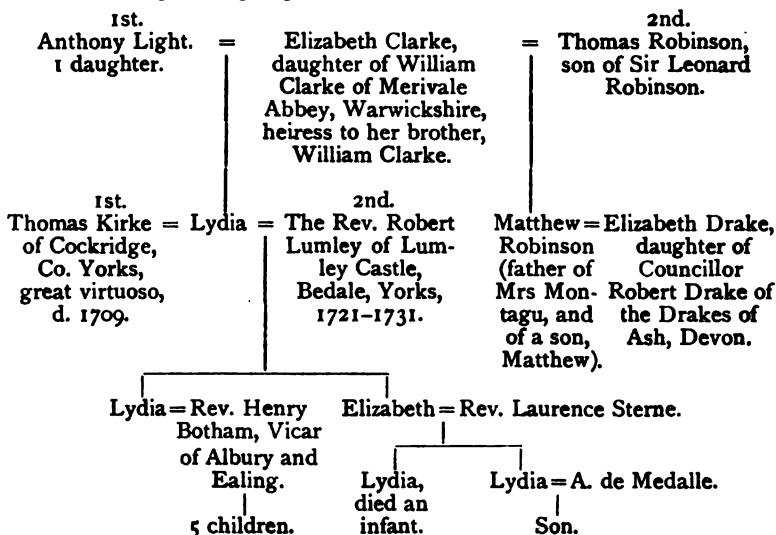 1st.
Anthony Light.
1 daughter.
=
Elizabeth Clarke,
daughter of William
Clarke of Merivale
Abbey, Warwickshire,
heiress to her brother,
William Clarke.
=
2nd.
Thomas Robinson,
son of Sir Leonard
Robinson.
1st.
Thomas Kirke
of Cockridge,
Co. Yorks,
great virtuoso,
d. 1709.
= Lydia =
2nd.
The Rev. Robert
Lumley of Lum-
ley Castle,
Bedale, Yorks,
1721–1731.
Matthew
Robinson
(father of
Mrs Mon-
tagu, and
of a son,
Matthew).
=
Elizabeth Drake,
daughter of
Councillor
Robert Drake of
the Drakes of
Ash, Devon.
Lydia = Rev. Henry
Botham, Vicar
of Albury and
Ealing.
5 children.
Elizabeth = Rev. Laurence Sterne.
Lydia,
died an
infant.
Lydia = A. de Medalle.
Son.